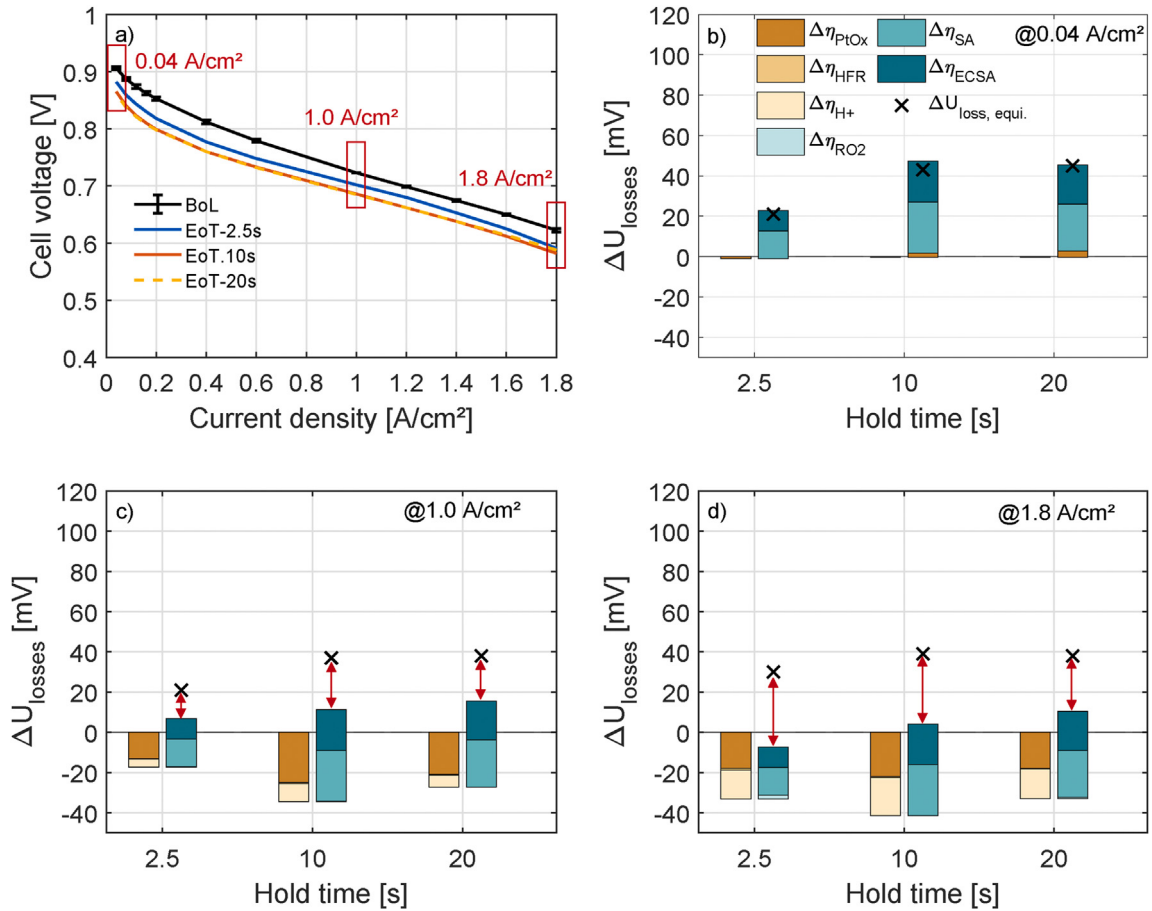 a)
0.04 A/cm²
1.0 A/cm²
1.8 A/cm²
BoL
EoT-2.5s
EoT.10s
EoT-20s
1
0.9
0.8
0.7
0.6
0.5
0.4
Cell voltage [V]
0 0.2 0.4 0.6 0.8 1 1.2 1.4 1.6 1.8
Current density [A/cm²]
b)
@0.04 A/cm²
Δη_PtOx
Δη_HFR
Δη_H+
Δη_RO2
Δη_SA
Δη_ECSA
ΔU_loss, equi.
120
100
80
60
40
20
0
-20
-40
ΔU_losses [mV]
2.5 10 20
Hold time [s]
c)
@1.0 A/cm²
120
100
80
60
40
20
0
-20
-40
ΔU_losses [mV]
2.5 10 20
Hold time [s]
d)
@1.8 A/cm²
120
100
80
60
40
20
0
-20
-40
ΔU_losses [mV]
2.5 10 20
Hold time [s]